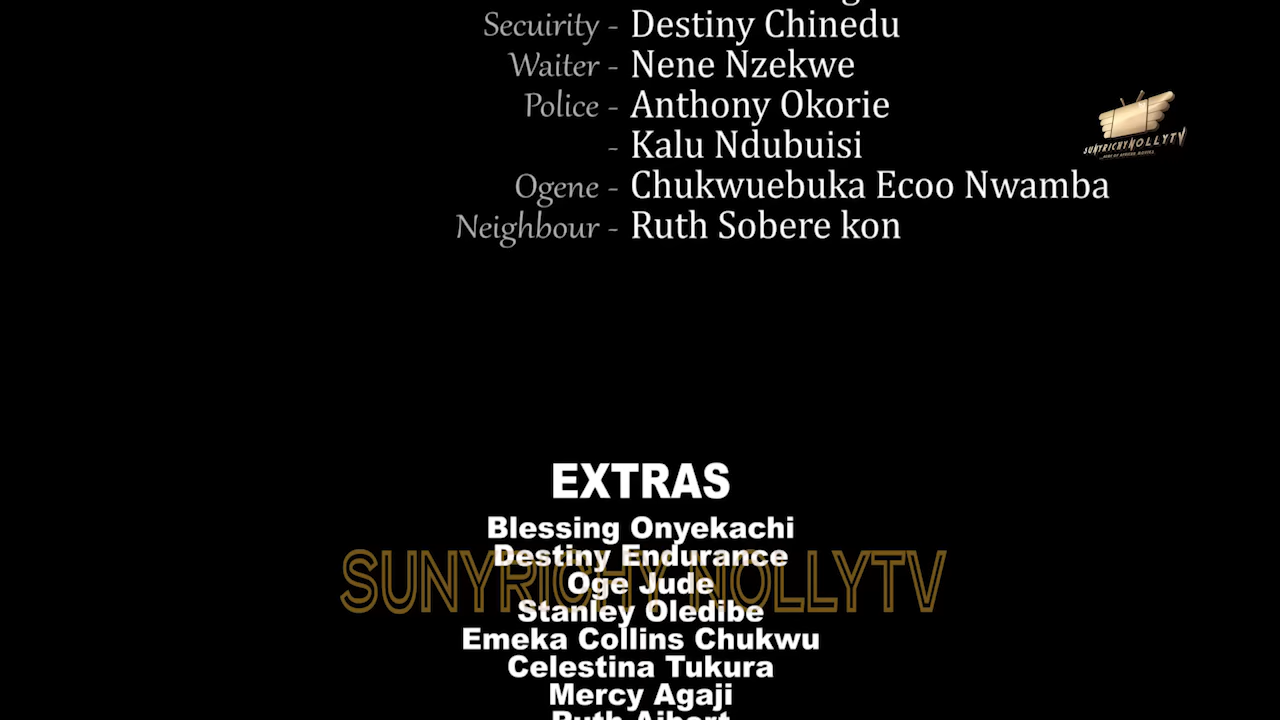 Secuirity - Destiny Chinedu
Waiter - Nene Nzekwe
Police - Anthony Okorie
- Kalu Ndubuisi
Ogene - Chukwuebuka Ecoo Nwamba
Neighbour - Ruth Sobere kon
SUNYRICHYNOLLYTV
EXTRAS
Blessing Onyekachi
Destiny Endurance
SUNYRICHY NOLLYTV
Oge Jude
Stanley Oledibe
Emeka Collins Chukwu
Celestina Tukura
Mercy Agaji